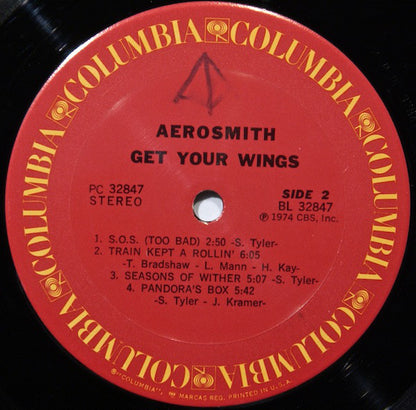 COLUMBIA COLUMBIA COLUMBIA COLUMBIA COLUMBIA COLUMBIA
AEROSMITH
GET YOUR WINGS
PC 32847
STEREO
SIDE 2
BL 32847
℗ 1974 CBS, Inc.
1. S.O.S. (TOO BAD) 2:50 -S. Tyler-
2. TRAIN KEPT A ROLLIN' 6:05
-T. Bradshaw - L. Mann - H. Kay-
3. SEASONS OF WITHER 5:07 -S. Tyler-
4. PANDORA'S BOX 5:42
-S. Tyler - J. Kramer-
® "COLUMBIA", MARCAS REG. PRINTED IN U.S.A.